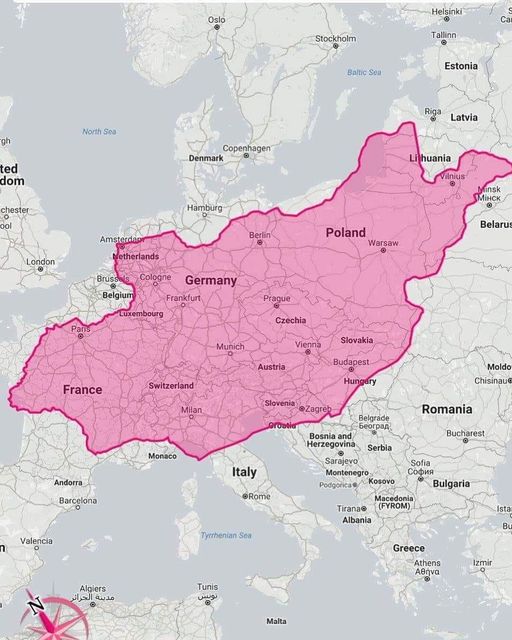 Helsinki
Oslo
Stockholm
Tallinn
Estonia
Baltic Sea
Riga
Latvia
North Sea
Copenhagen
Denmark
Lithuania
Vilnius
ted
dom
Minsk
Мінск
Hamburg
chester
ool
Belarus
Amsterdam
Berlin
Poland
Warsaw
London
Netherlands
Brussels
Cologne
Germany
Belgium
Frankfurt
Prague
Luxembourg
Czechia
Paris
Slovakia
Munich
Vienna
Budapest
Moldo
Austria
Hungary
Chisinau
France
Switzerland
Slovenia
Zagreb
Romania
Milan
Belgrade
Београд
Croatia
Bucharest
Bosnia and
Herzegovina
Serbia
Monaco
Sarajevo
Sofia
София
Montenegro
Kosovo
Bulgaria
Andorra
Italy
Podgorica
Rome
Macedonia
(FYROM)
Barcelona
Tirana
Albania
Ista
n
Valencia
Tyrrhenian Sea
Greece
Athens
Αθήνα
Izmir
Algiers
مدينة الجزائر
Tunis
تونس
N
Malta